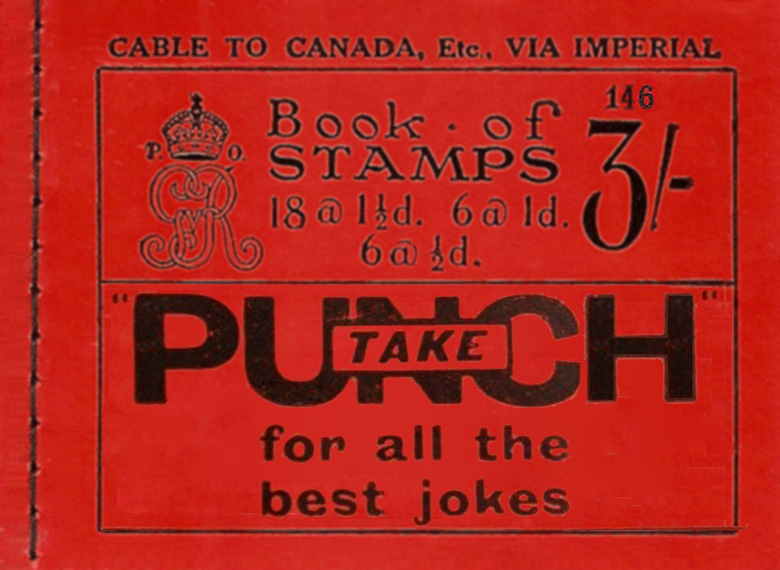 CABLE TO CANADA, Etc., VIA IMPERIAL
146
P. O.
GVR
Book · of
STAMPS
3/-
18 @ 1½d. 6 @ 1d.
6 @ ½d.
"PUNCH"
TAKE
for all the
best jokes